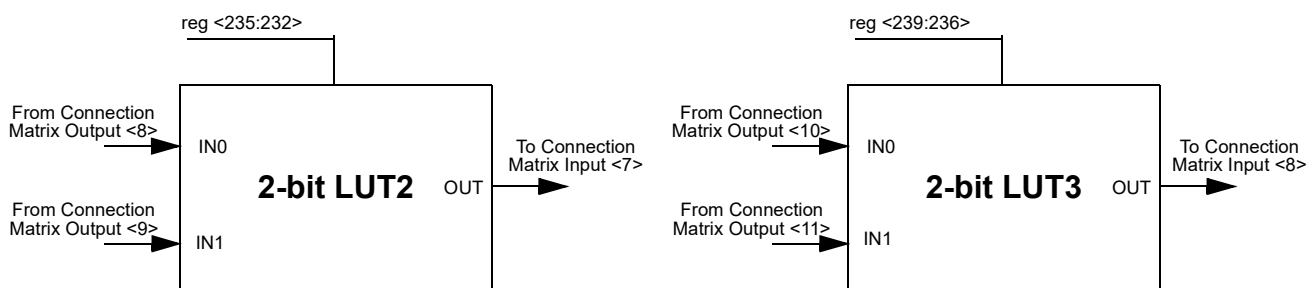 reg <235:232>
From Connection
Matrix Output <8>
IN0
2-bit LUT2
OUT
To Connection
Matrix Input <7>
From Connection
Matrix Output <9>
IN1
reg <239:236>
From Connection
Matrix Output <10>
IN0
2-bit LUT3
OUT
To Connection
Matrix Input <8>
From Connection
Matrix Output <11>
IN1